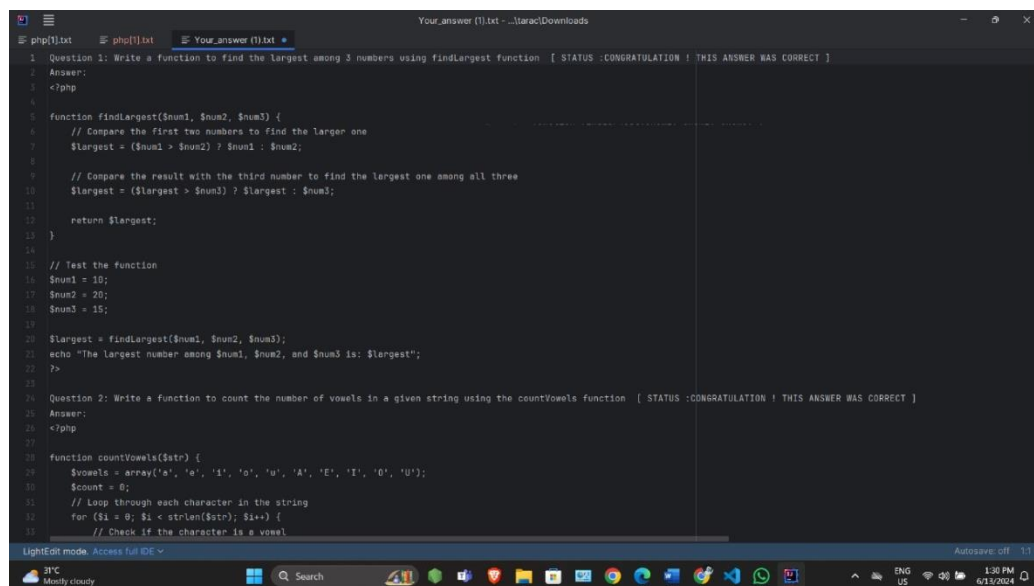 Your_answer (1).txt - ...\tarac\Downloads
php[1].txt php[1].txt Your_answer (1).txt
1 Question 1: Write a function to find the largest among 3 numbers using findLargest function [ STATUS :CONGRATULATION ! THIS ANSWER WAS CORRECT ]
2 Answer:
3 <?php
4
5 function findLargest($num1, $num2, $num3) {
6 // Compare the first two numbers to find the larger one
7 $largest = ($num1 > $num2) ? $num1 : $num2;
8
9 // Compare the result with the third number to find the largest one among all three
10 $largest = ($largest > $num3) ? $largest : $num3;
11
12 return $largest;
13 }
14
15 // Test the function
16 $num1 = 10;
17 $num2 = 20;
18 $num3 = 15;
19
20 $largest = findLargest($num1, $num2, $num3);
21 echo "The largest number among $num1, $num2, and $num3 is: $largest";
22 ?>
23
24 Question 2: Write a function to count the number of vowels in a given string using the countVowels function [ STATUS :CONGRATULATION ! THIS ANSWER WAS CORRECT ]
25 Answer:
26 <?php
27
28 function countVowels($str) {
29 $vowels = array('a', 'e', 'i', 'o', 'u', 'A', 'E', 'I', 'O', 'U');
30 $count = 0;
31 // Loop through each character in the string
32 for ($i = 0; $i < strlen($str); $i++) {
33 // Check if the character is a vowel
LightEdit mode. Access full IDE Autosave: off 1:1
31°C
Mostly cloudy
Search
ENG
US
1:30 PM
6/13/2024